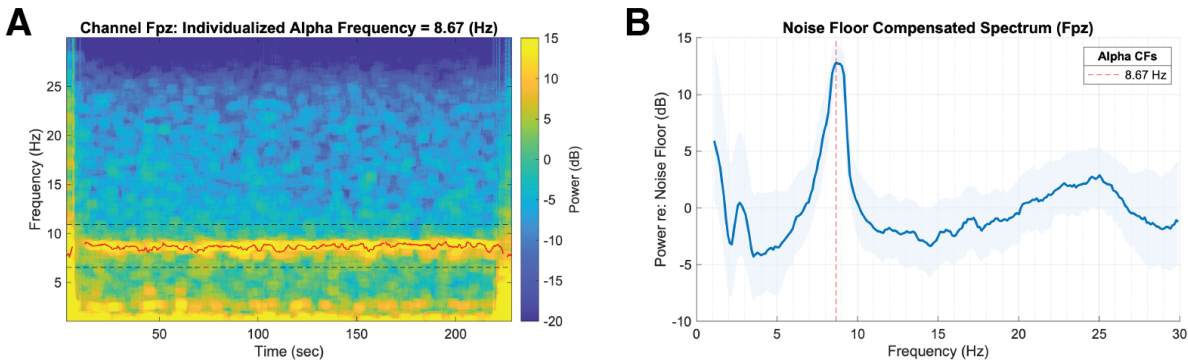 A
Channel Fpz: Individualized Alpha Frequency = 8.67 (Hz)
Frequency (Hz)
25
20
15
10
5
50
100
150
200
Time (sec)
15
10
5
0
-5
-10
-15
-20
Power (dB)
B
Noise Floor Compensated Spectrum (Fpz)
Power re: Noise Floor (dB)
15
10
5
0
-5
-10
0
5
10
15
20
25
30
Frequency (Hz)
Alpha CFs
8.67 Hz